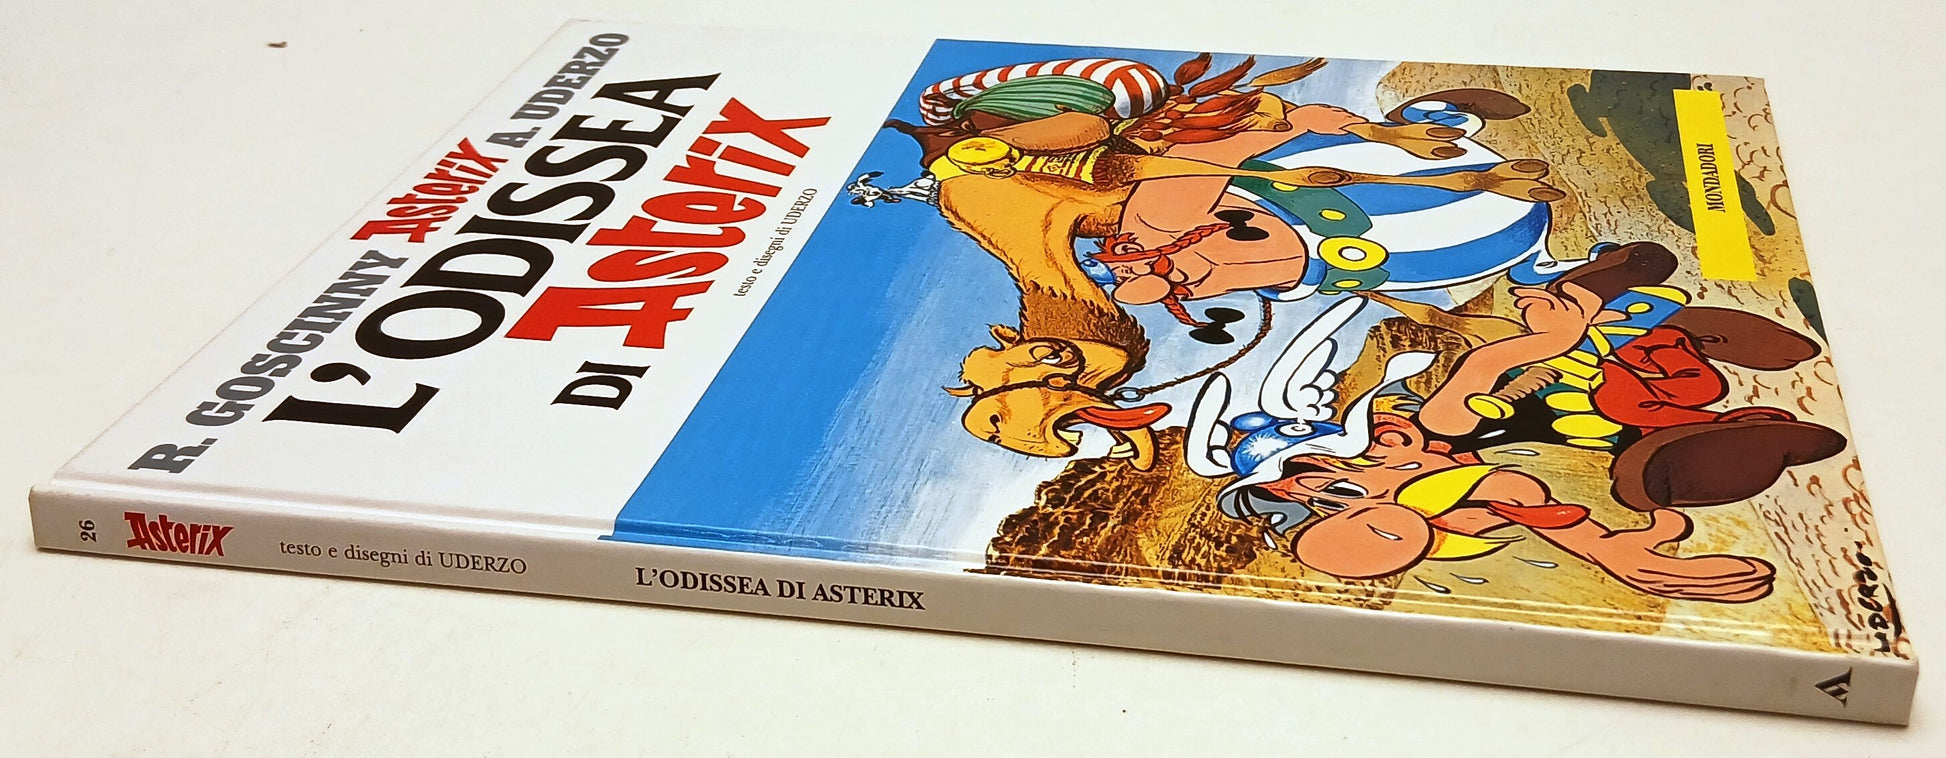 R. GOSCINNY Asterix A. UDERZO
L'ODISSEA
DI Asterix
testo e disegni di UDERZO
MONDADORI
UDERZO
26 Asterix testo e disegni di UDERZO L'ODISSEA DI ASTERIX